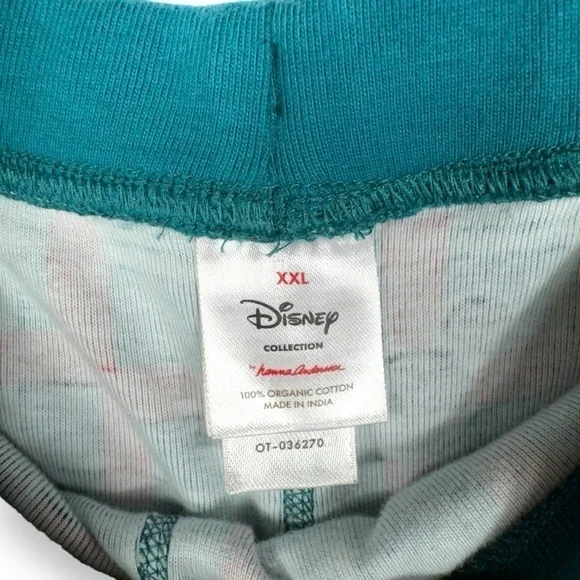 XXL
Disney
COLLECTION
by hanna Andersson
100% ORGANIC COTTON
MADE IN INDIA
OT-036270